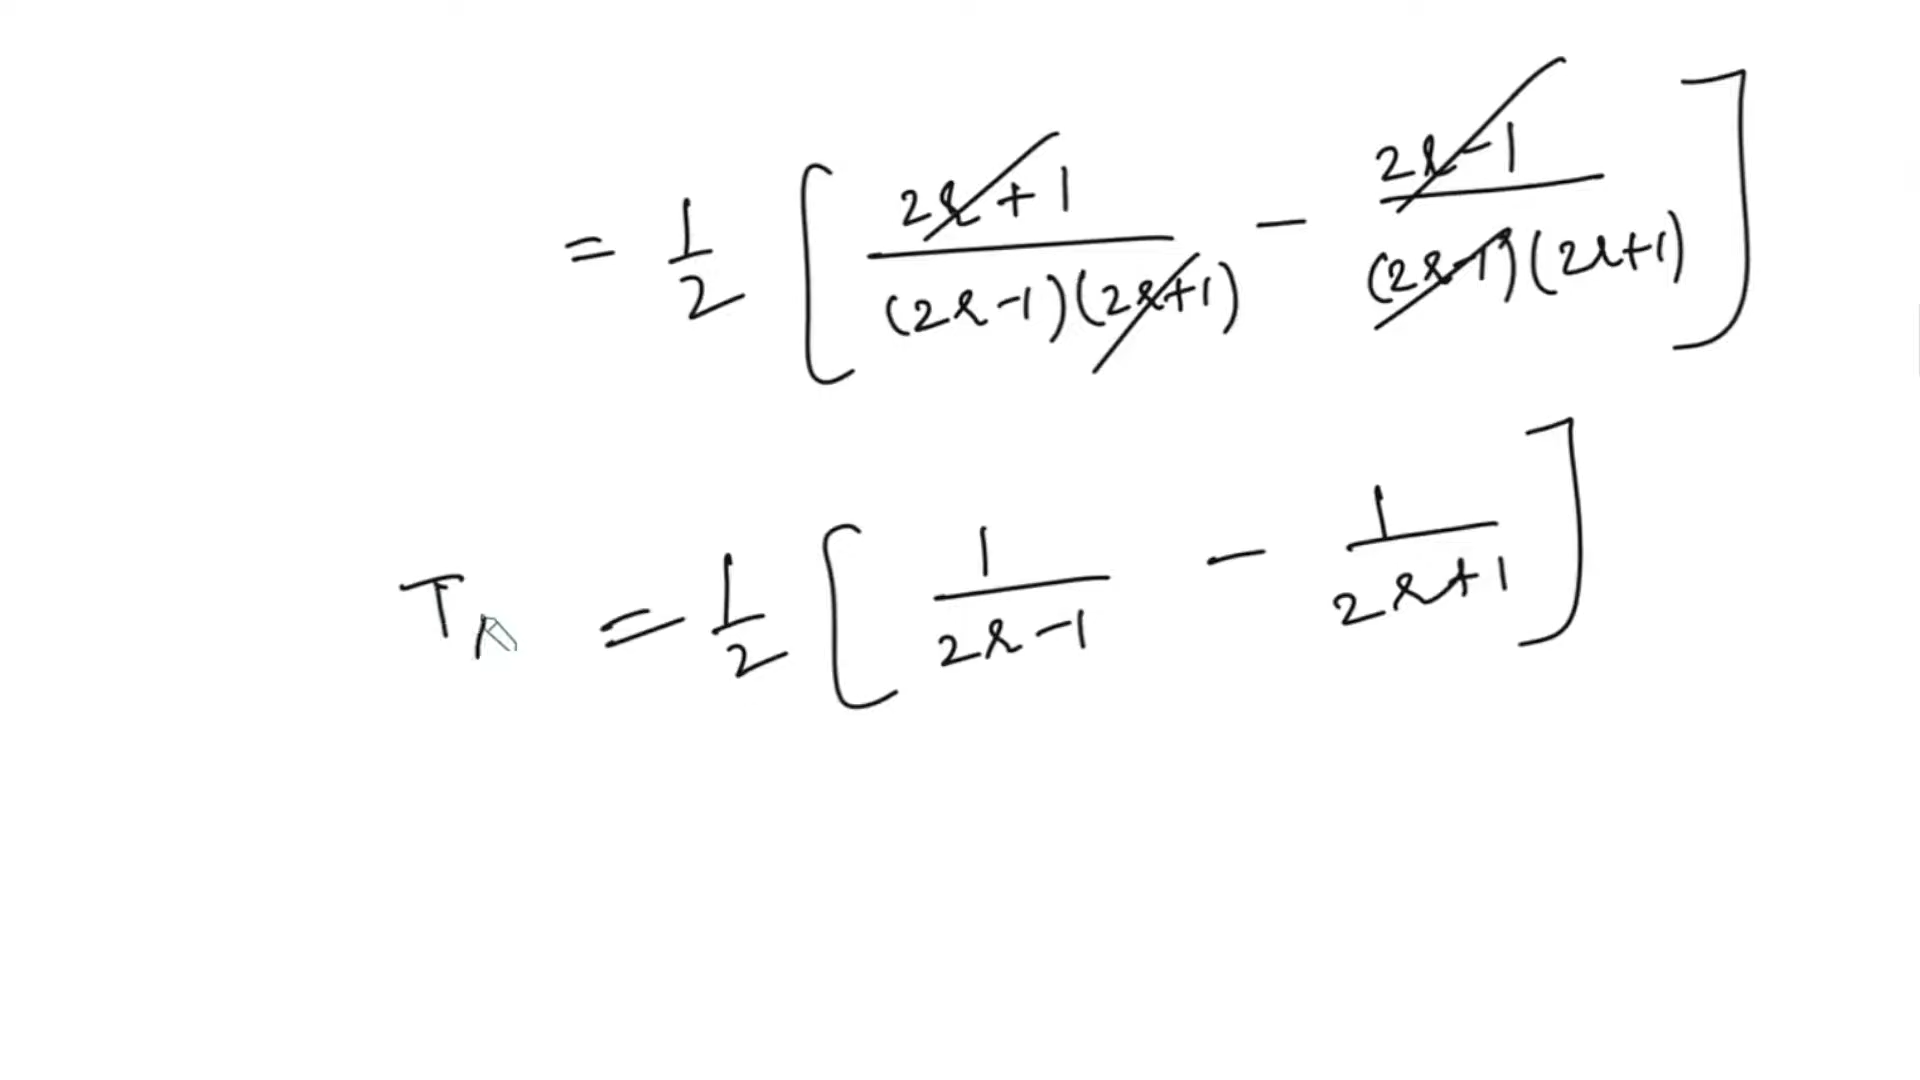 = 1/2 [ (2r+1)/((2r-1)(2r+1)) - (2r-1)/((2r-1)(2r+1)) ]
T_r = 1/2 [ 1/(2r-1) - 1/(2r+1) ]